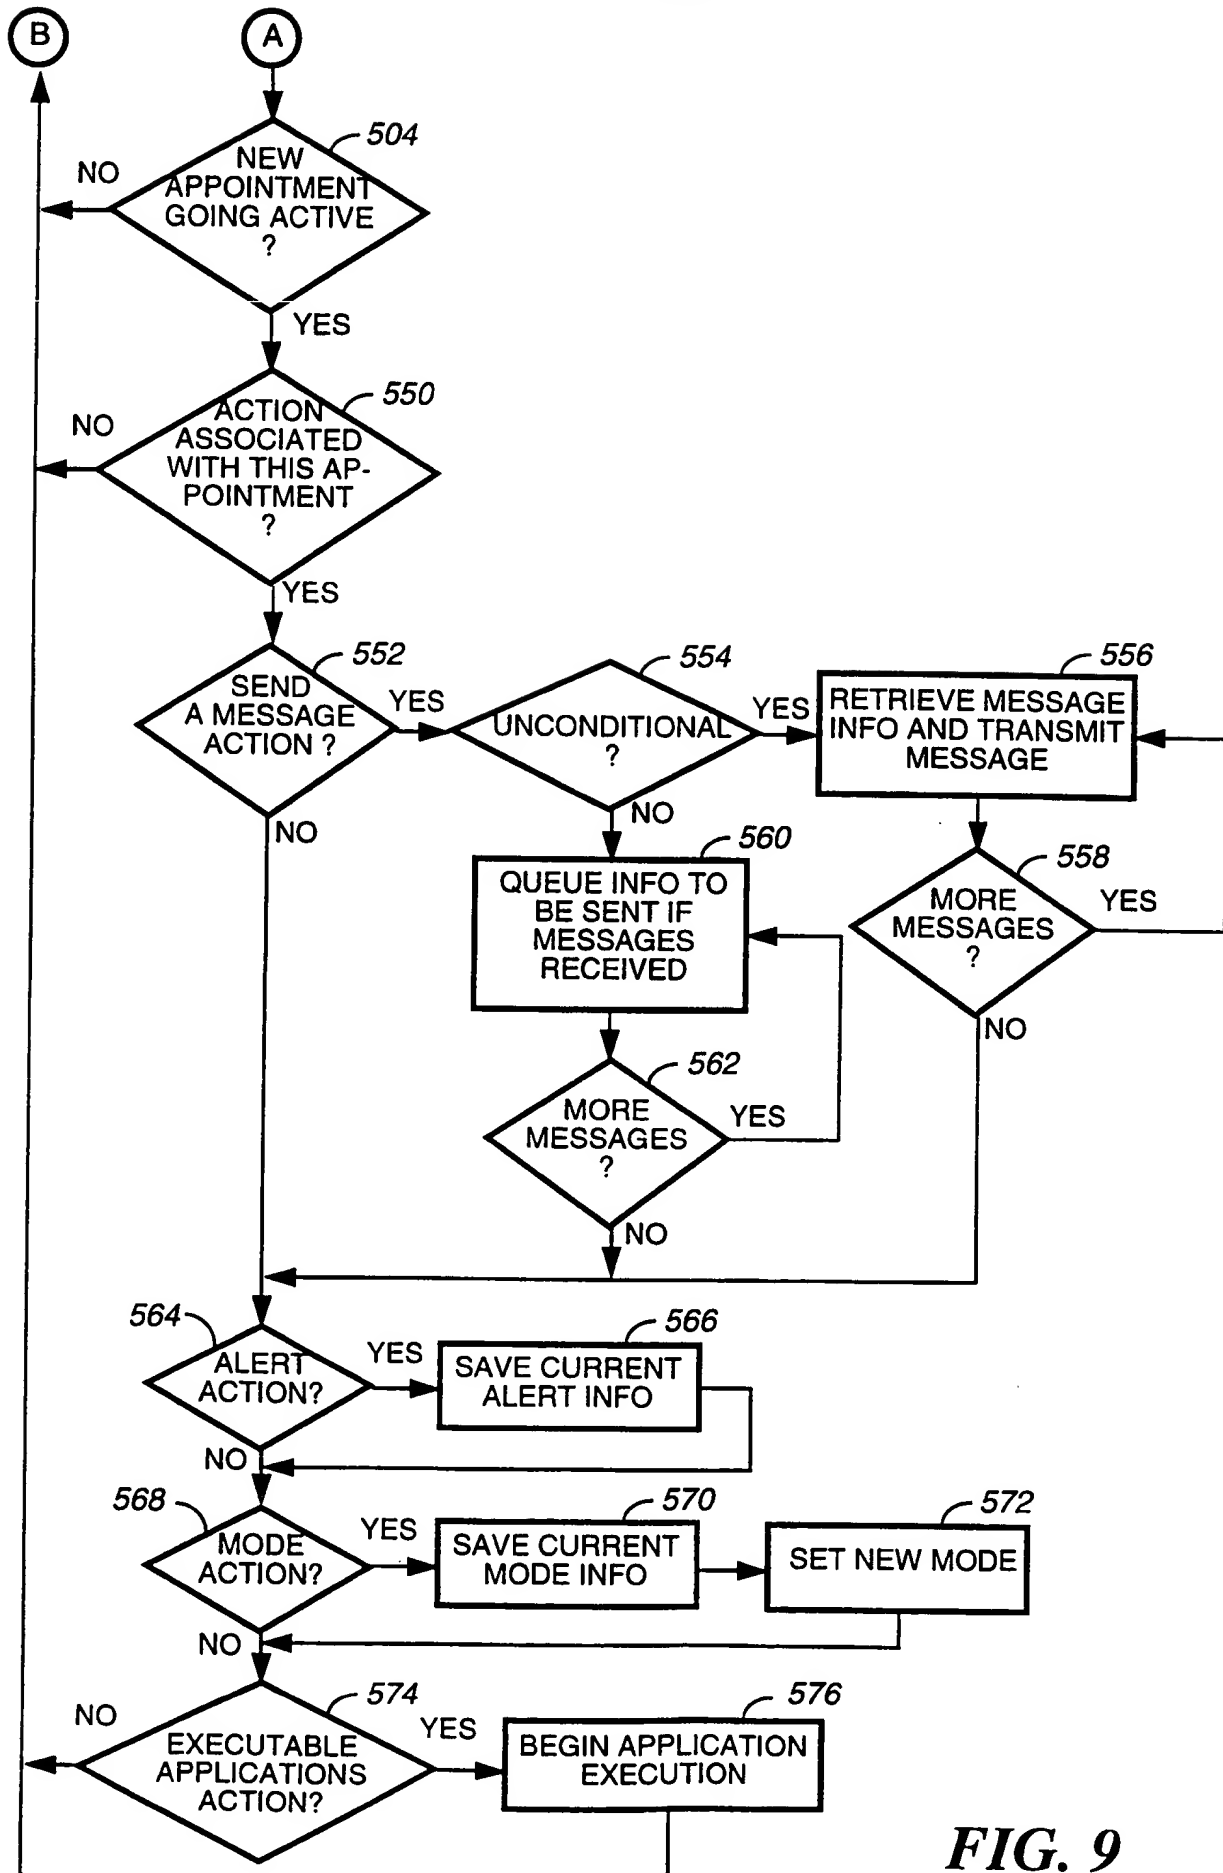 B
A
504
NEW
APPOINTMENT
GOING ACTIVE
?
NO
YES
550
ACTION
ASSOCIATED
WITH THIS AP-
POINTMENT
?
NO
YES
552
SEND
A MESSAGE
ACTION ?
YES
NO
554
UNCONDITIONAL
?
YES
NO
556
RETRIEVE MESSAGE
INFO AND TRANSMIT
MESSAGE
558
MORE
MESSAGES
?
YES
NO
560
QUEUE INFO TO
BE SENT IF
MESSAGES
RECEIVED
562
MORE
MESSAGES
?
YES
NO
564
ALERT
ACTION?
YES
NO
566
SAVE CURRENT
ALERT INFO
568
MODE
ACTION?
YES
NO
570
SAVE CURRENT
MODE INFO
572
SET NEW MODE
574
EXECUTABLE
APPLICATIONS
ACTION?
NO
YES
576
BEGIN APPLICATION
EXECUTION
FIG. 9